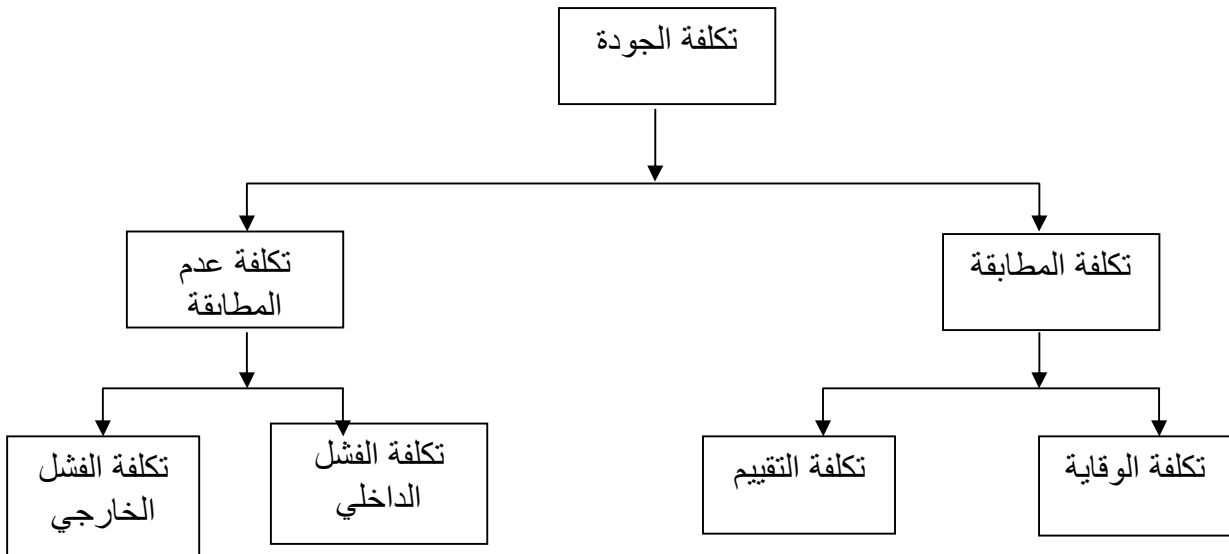 تكلفة الجودة
تكلفة المطابقة
تكلفة عدم
المطابقة
تكلفة الوقاية
تكلفة التقييم
تكلفة الفشل
الداخلي
تكلفة الفشل
الخارجي